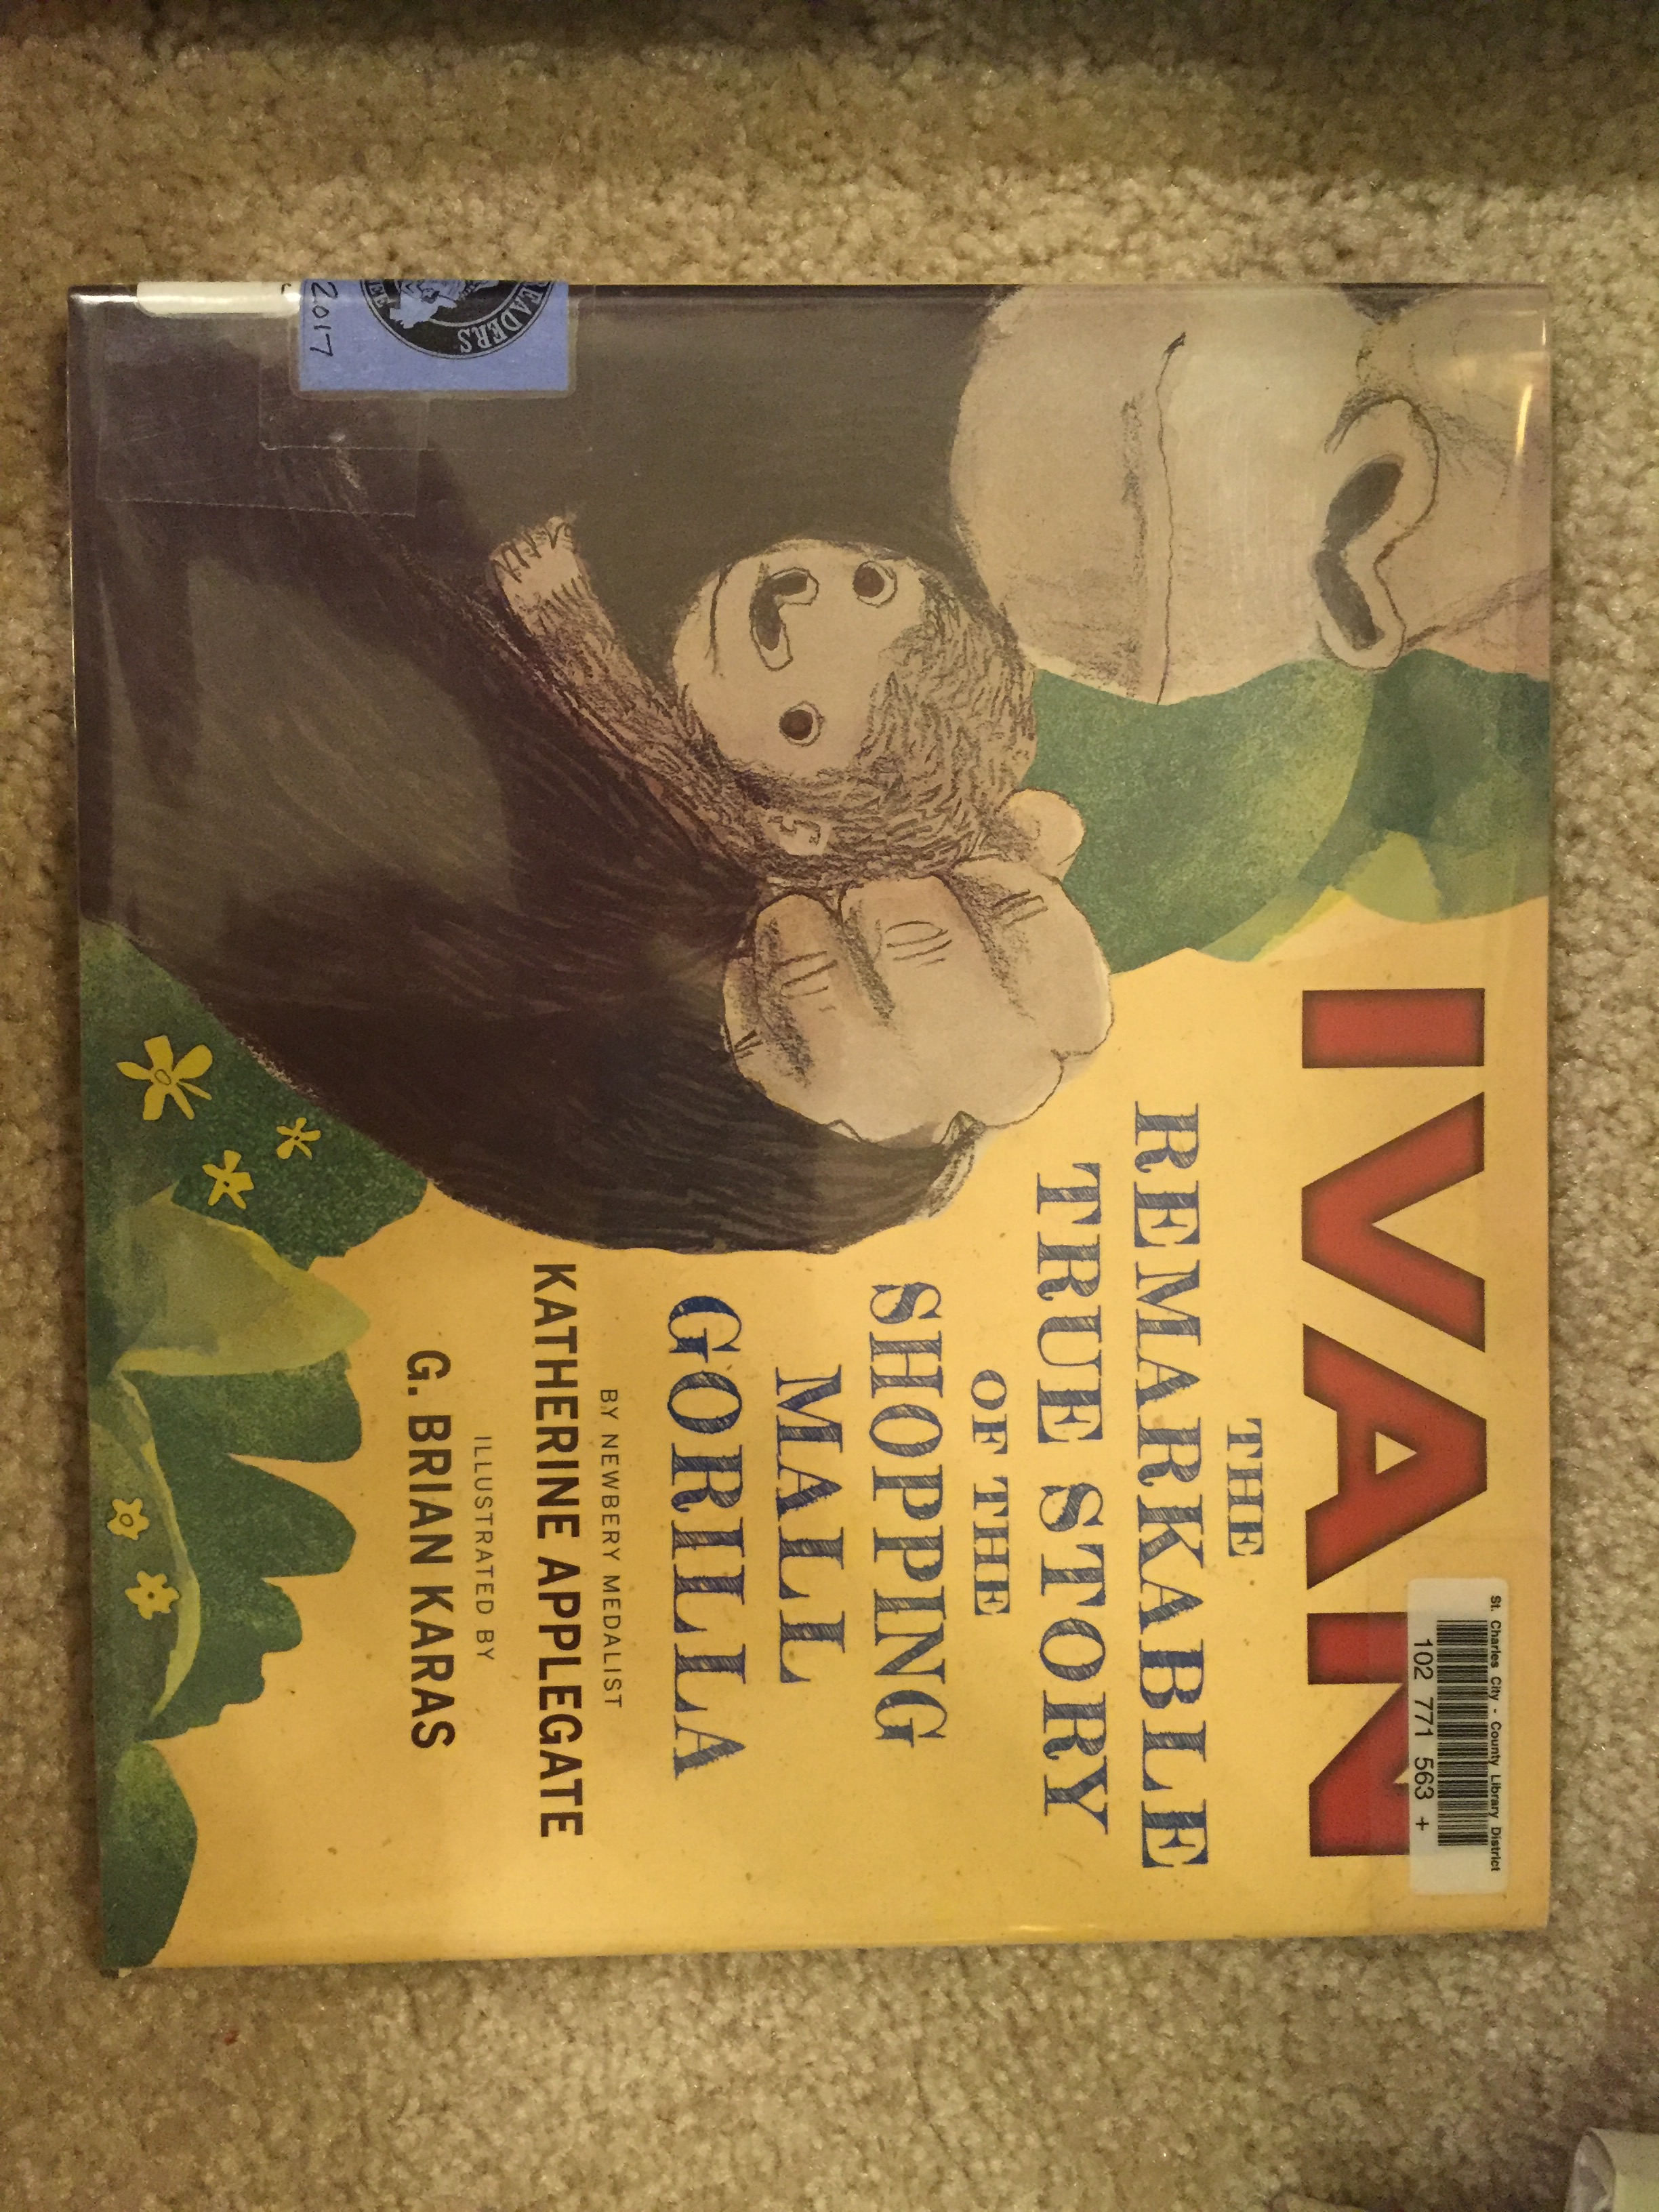 IVAN
St. Charles City - County Library District
102 771 563 +
THE
REMARKABLE
TRUE STORY
OF THE
SHOPPING
MALL
GORILLA
BY NEWBERY MEDALIST
KATHERINE APPLEGATE
ILLUSTRATED BY
G. BRIAN KARAS
2017